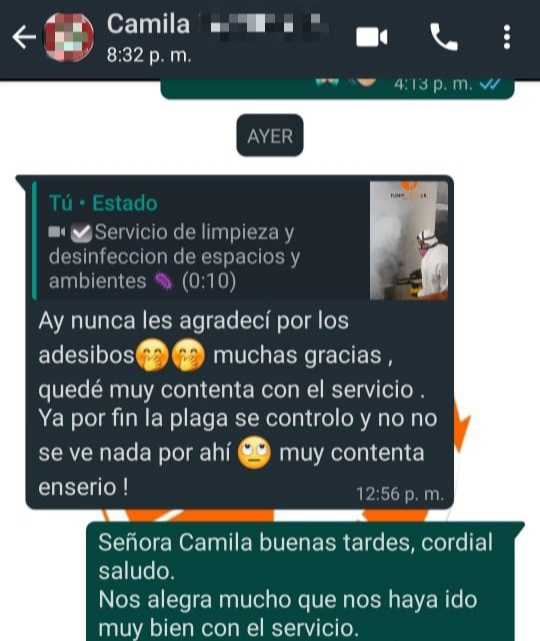 Camila
8:32 p. m.
4:13 p. m.
AYER
Tú • Estado
Servicio de limpieza y
desinfeccion de espacios y
ambientes 🦠 (0:10)
Ay nunca les agradecí por los
adesibos🤭🤭 muchas gracias ,
quedé muy contenta con el servicio .
Ya por fin la plaga se controlo y no no
se ve nada por ahí 🙄 muy contenta
enserio !
12:56 p. m.
Señora Camila buenas tardes, cordial
saludo.
Nos alegra mucho que nos haya ido
muy bien con el servicio.